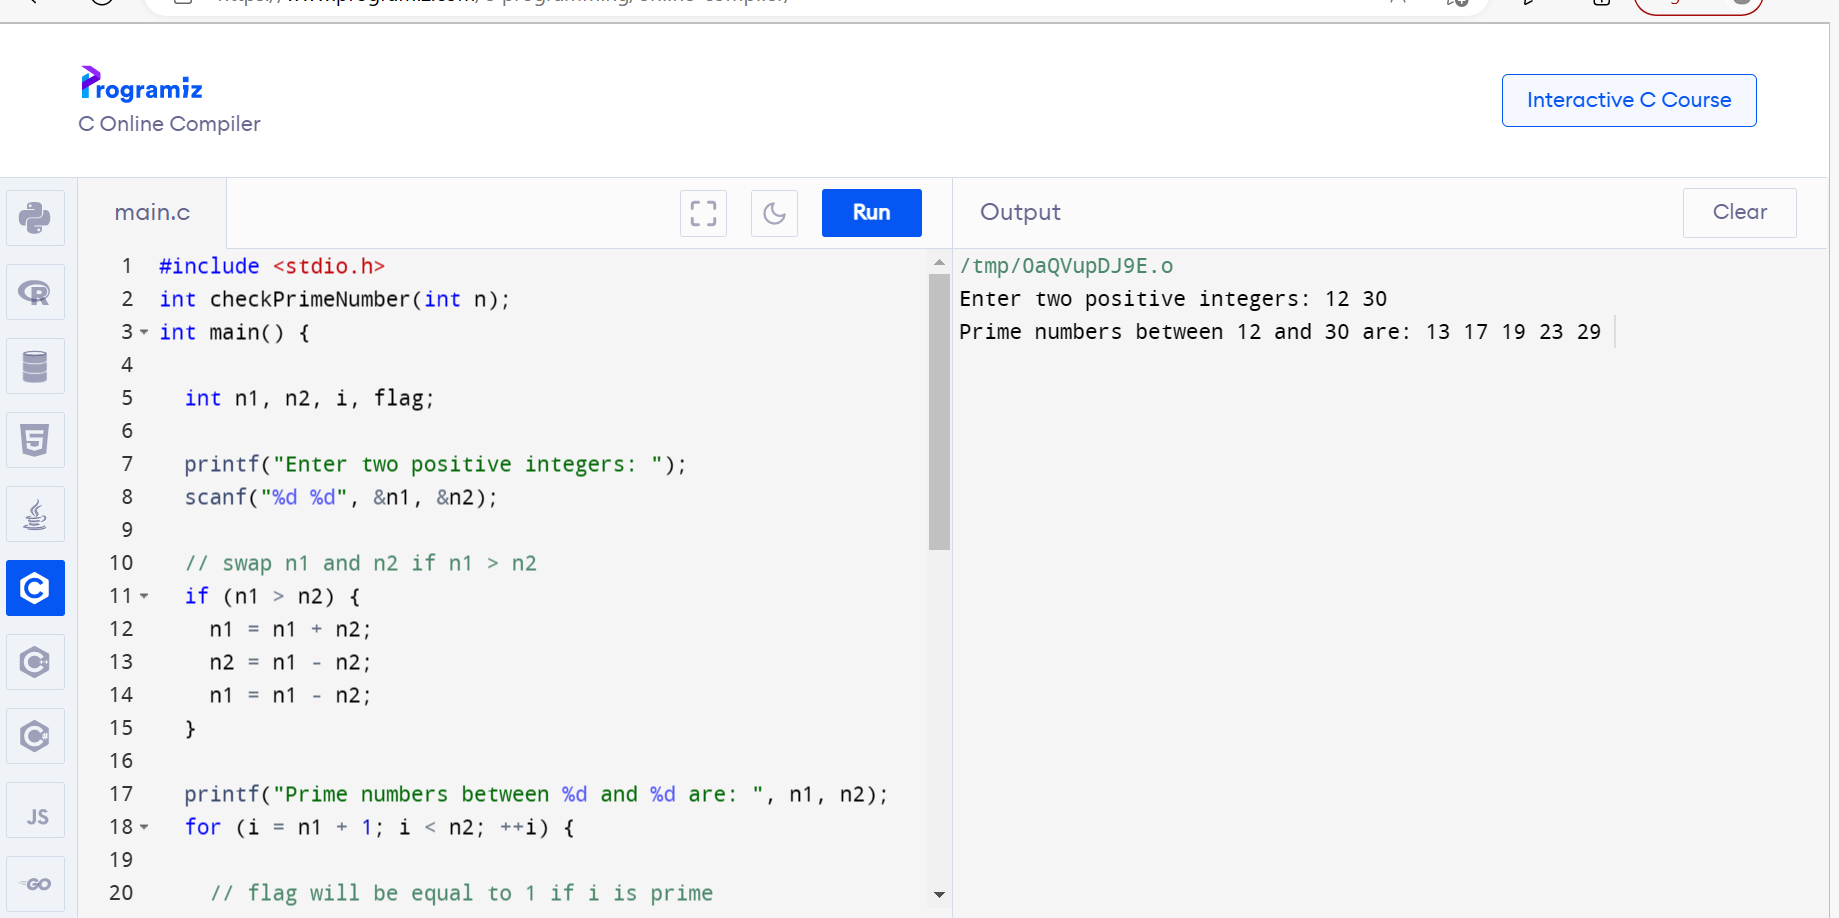 Programiz
C Online Compiler
Interactive C Course
main.c
Run
Output
Clear
1 #include <stdio.h>
2 int checkPrimeNumber(int n);
3 int main() {
4
5 int n1, n2, i, flag;
6
7 printf("Enter two positive integers: ");
8 scanf("%d %d", &n1, &n2);
9
10 // swap n1 and n2 if n1 > n2
11 if (n1 > n2) {
12 n1 = n1 + n2;
13 n2 = n1 - n2;
14 n1 = n1 - n2;
15 }
16
17 printf("Prime numbers between %d and %d are: ", n1, n2);
18 for (i = n1 + 1; i < n2; ++i) {
19
20 // flag will be equal to 1 if i is prime
/tmp/0aQVupDJ9E.o
Enter two positive integers: 12 30
Prime numbers between 12 and 30 are: 13 17 19 23 29
R
5
C
C
C#
JS
GO